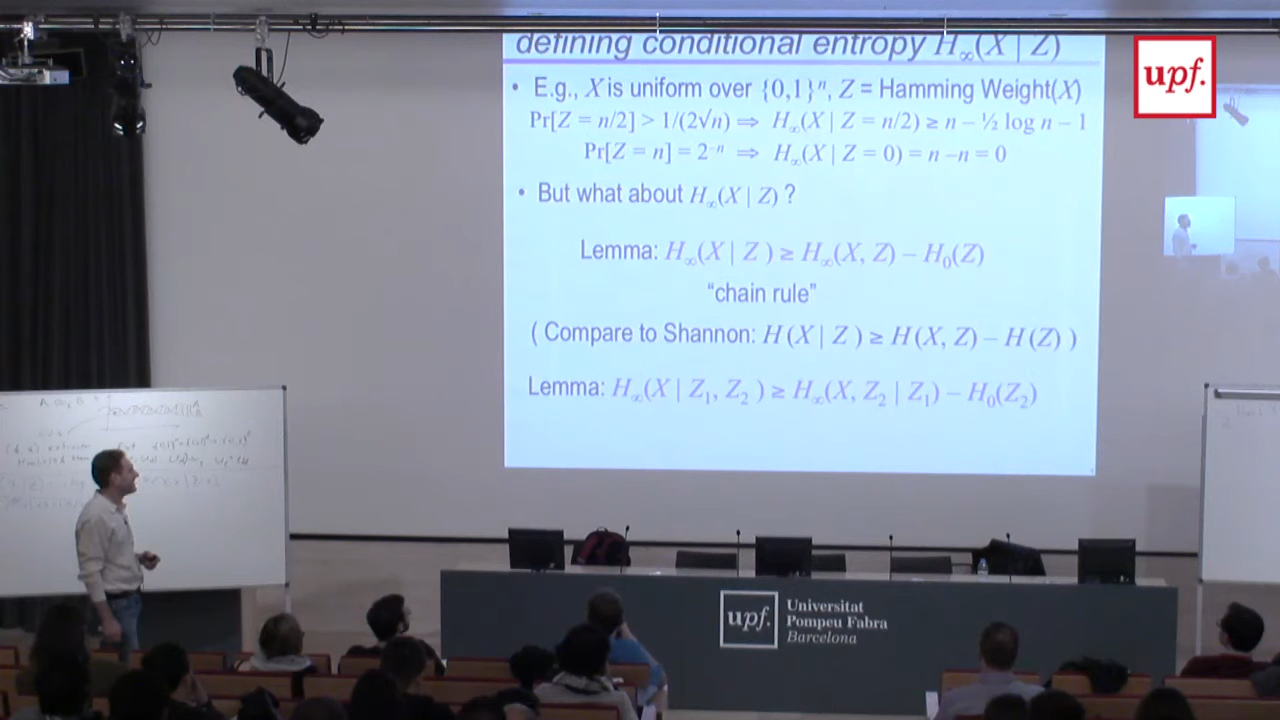 defining conditional entropy H∞(X | Z)
• E.g., X is uniform over {0,1}ⁿ, Z = Hamming Weight(X)
Pr[Z = n/2] > 1/(2√n) ⇒ H∞(X | Z = n/2) ≥ n – ½ log n – 1
Pr[Z = n] = 2⁻ⁿ ⇒ H∞(X | Z = 0) = n –n = 0
• But what about H∞(X | Z) ?
Lemma: H∞(X | Z ) ≥ H∞(X, Z) – H₀(Z)
“chain rule”
( Compare to Shannon: H (X | Z ) ≥ H(X, Z) – H(Z) )
Lemma: H∞(X | Z₁, Z₂ ) ≥ H∞(X, Z₂ | Z₁) – H₀(Z₂)
upf.
upf.
Universitat
Pompeu Fabra
Barcelona